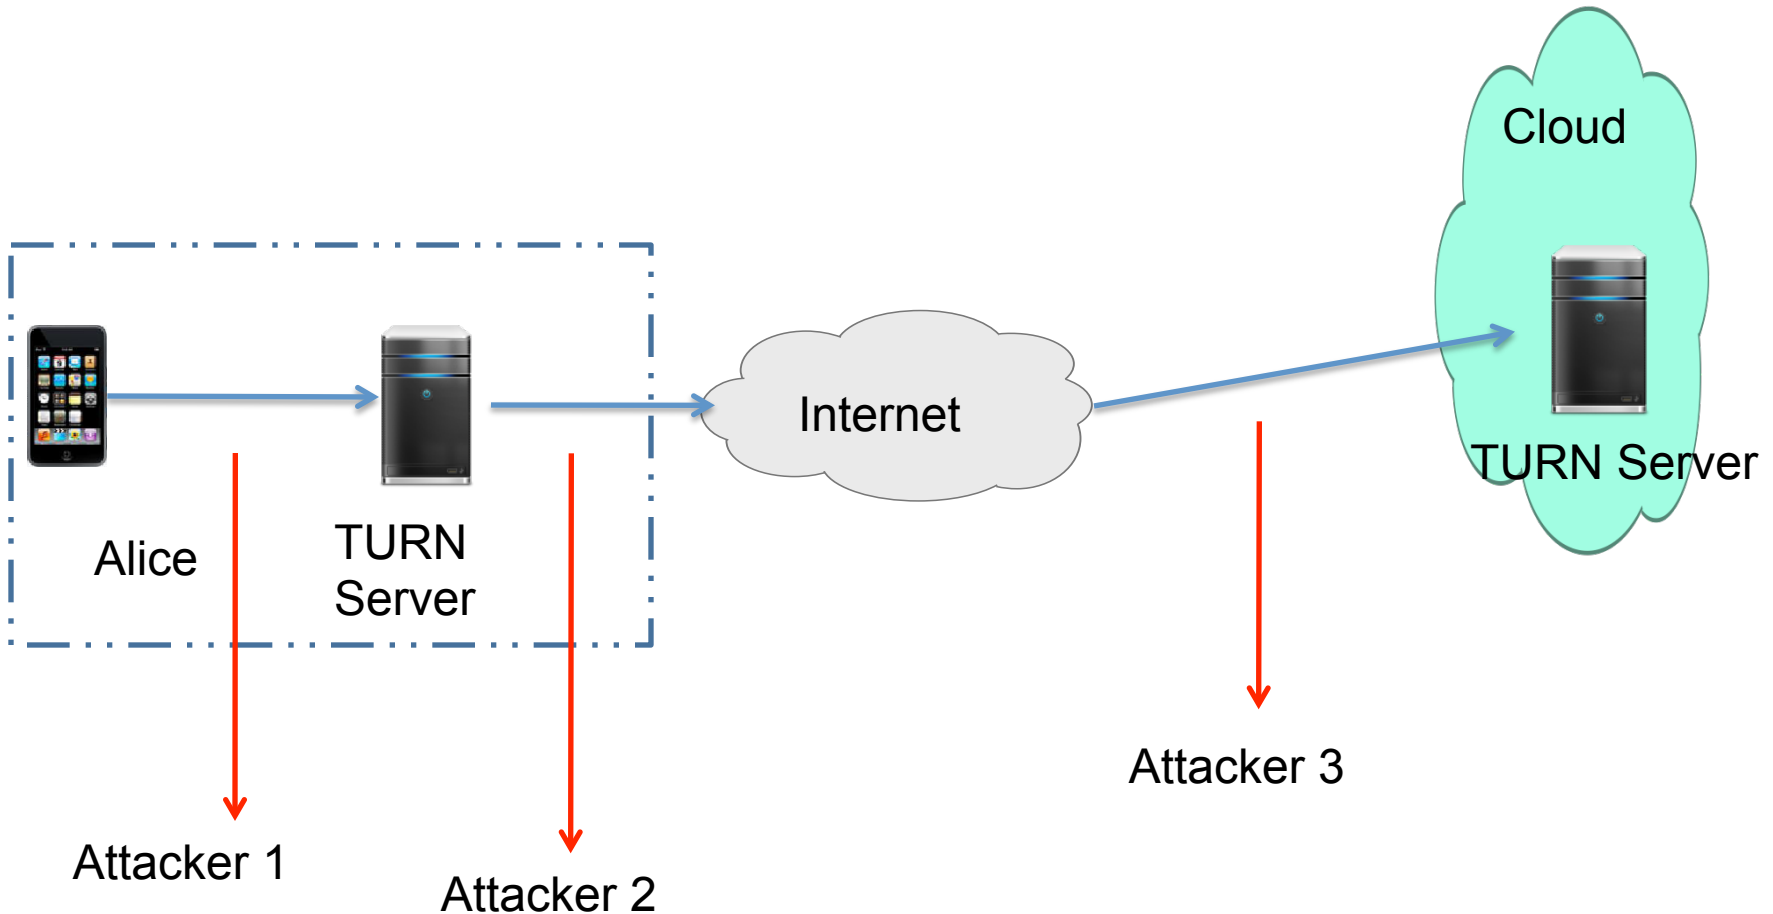 Cloud
Internet
TURN Server
Alice
TURN
Server
Attacker 3
Attacker 1
Attacker 2